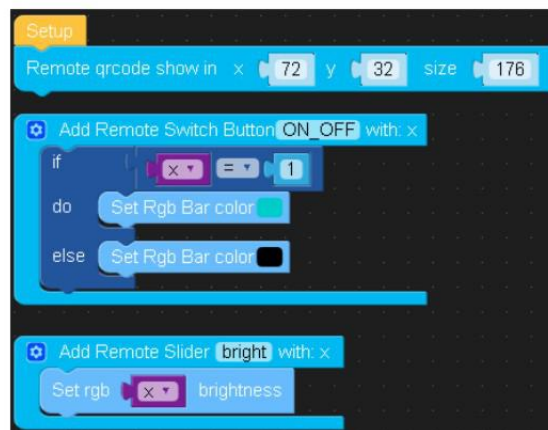 Setup
Remote qrcode show in x 72 y 32 size 176
Add Remote Switch Button ON_OFF with: x
if x = 1
do Set Rgb Bar color
else Set Rgb Bar color
Add Remote Slider bright with: x
Set rgb x brightness